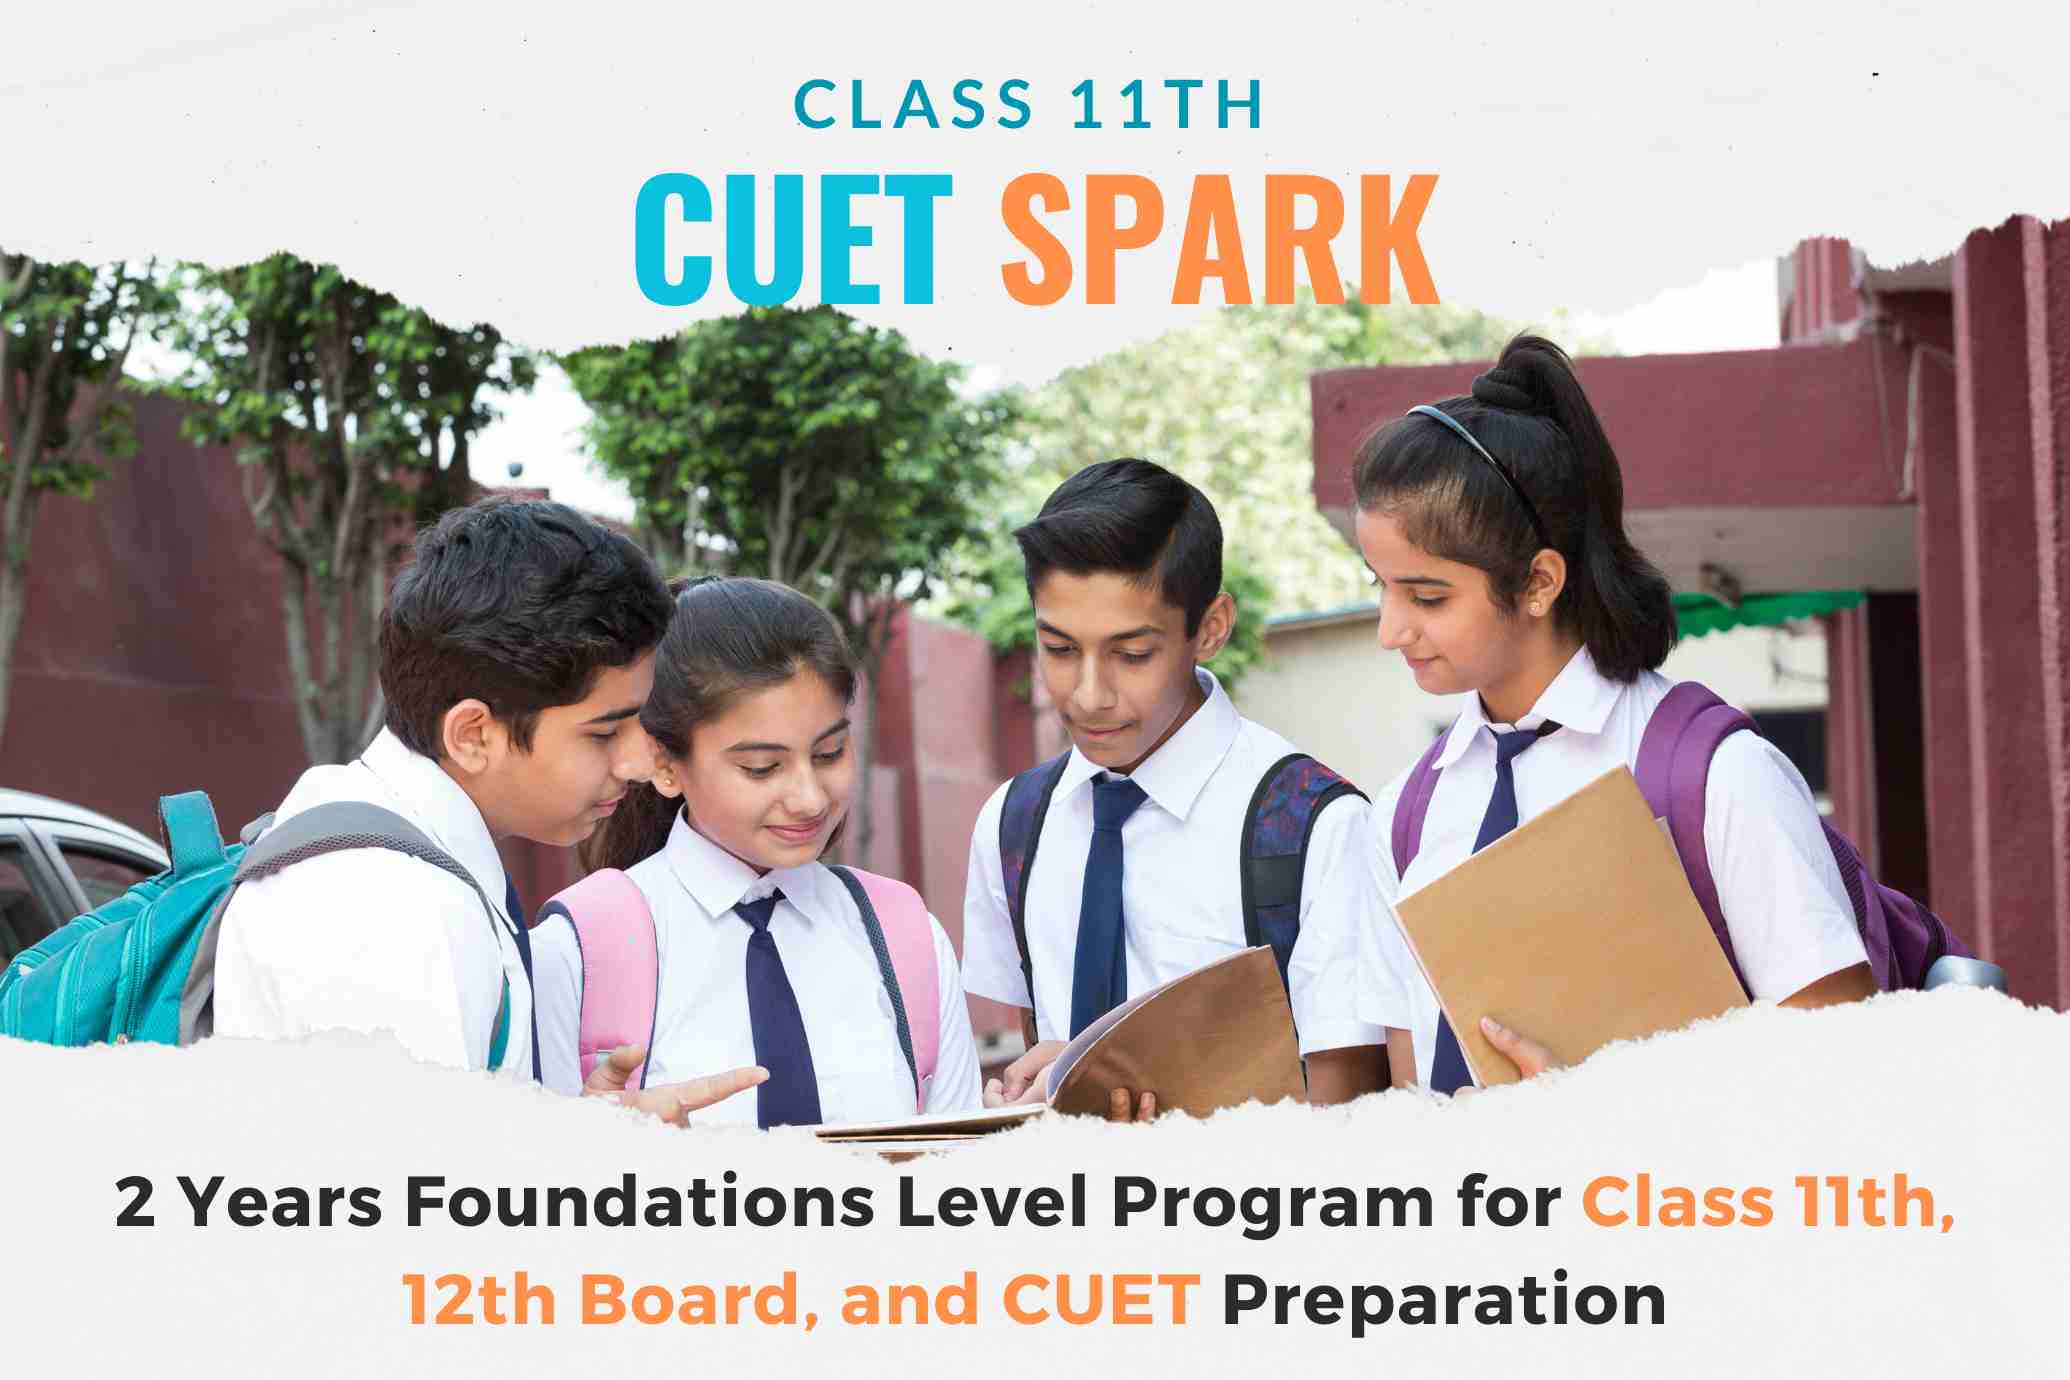 CLASS 11TH
CUET SPARK
2 Years Foundations Level Program for Class 11th,
12th Board, and CUET Preparation